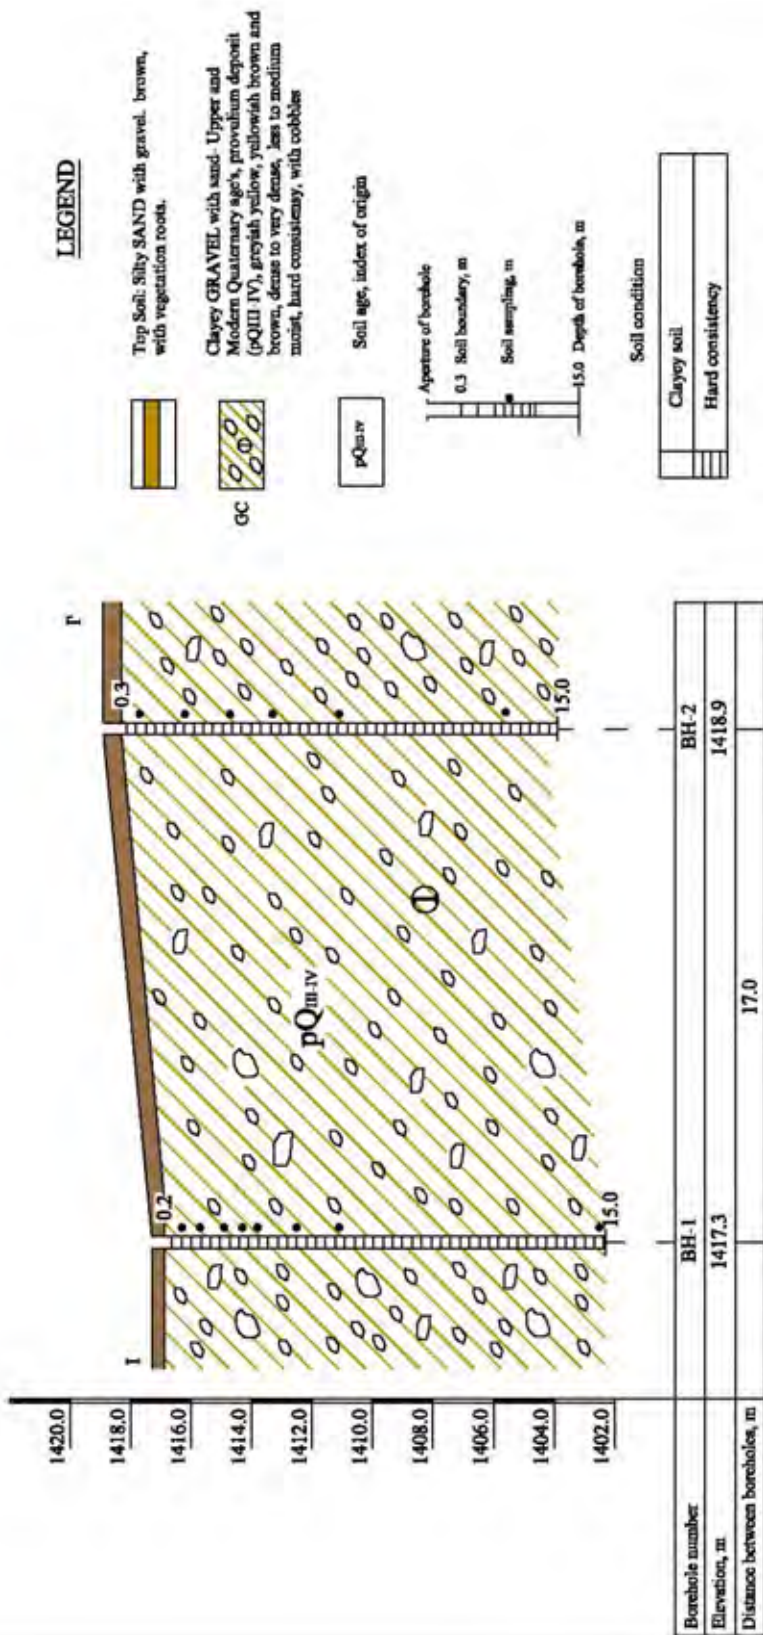 LEGEND
Top Soil: Silty SAND with gravel. brown,
with vegetation roots.
GC
1
Clayey GRAVEL with sand- Upper and
Modern Quaternary age's, provulium deposit
(pQIII-IV), greyish yellow, yullowish brown and
brown, dense to very dense, less to medium
moist, hard consistensy, with cobbles
pQIII-IV
Soil age, index of origin
Aperture of borehole
0.3 Soil boundary, m
Soil sampling, m
15.0 Depth of borehole, m
Soil condition
Clayey soil
Hard consistency
1420.0
1418.0
1416.0
1414.0
1412.0
1410.0
1408.0
1406.0
1404.0
1402.0
I
I'
0.2
0.3
pQIII-IV
1
15.0
15.0
Borehole number BH-1 BH-2
Elevation, m 1417.3 1418.9
Distance between boreholes, m 17.0